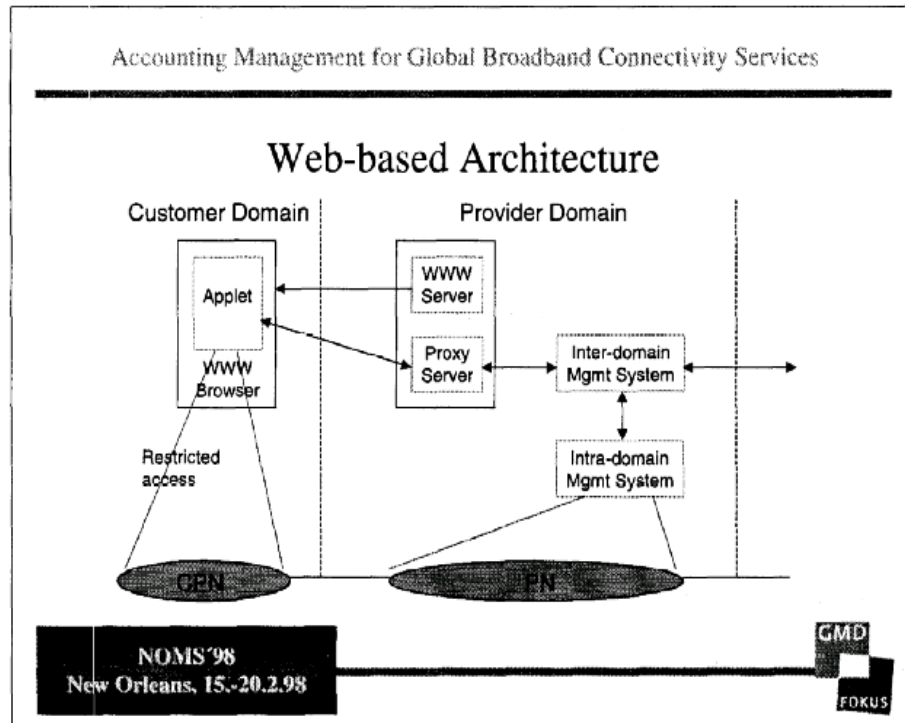 Accounting Management for Global Broadband Connectivity Services
Web-based Architecture
Customer Domain
Provider Domain
Applet
WWW
Browser
WWW
Server
Proxy
Server
Inter-domain
Mgmt System
Intra-domain
Mgmt System
Restricted
access
CPN
PN
NOMS´98
New Orleans, 15.-20.2.98
GMD
FOKUS